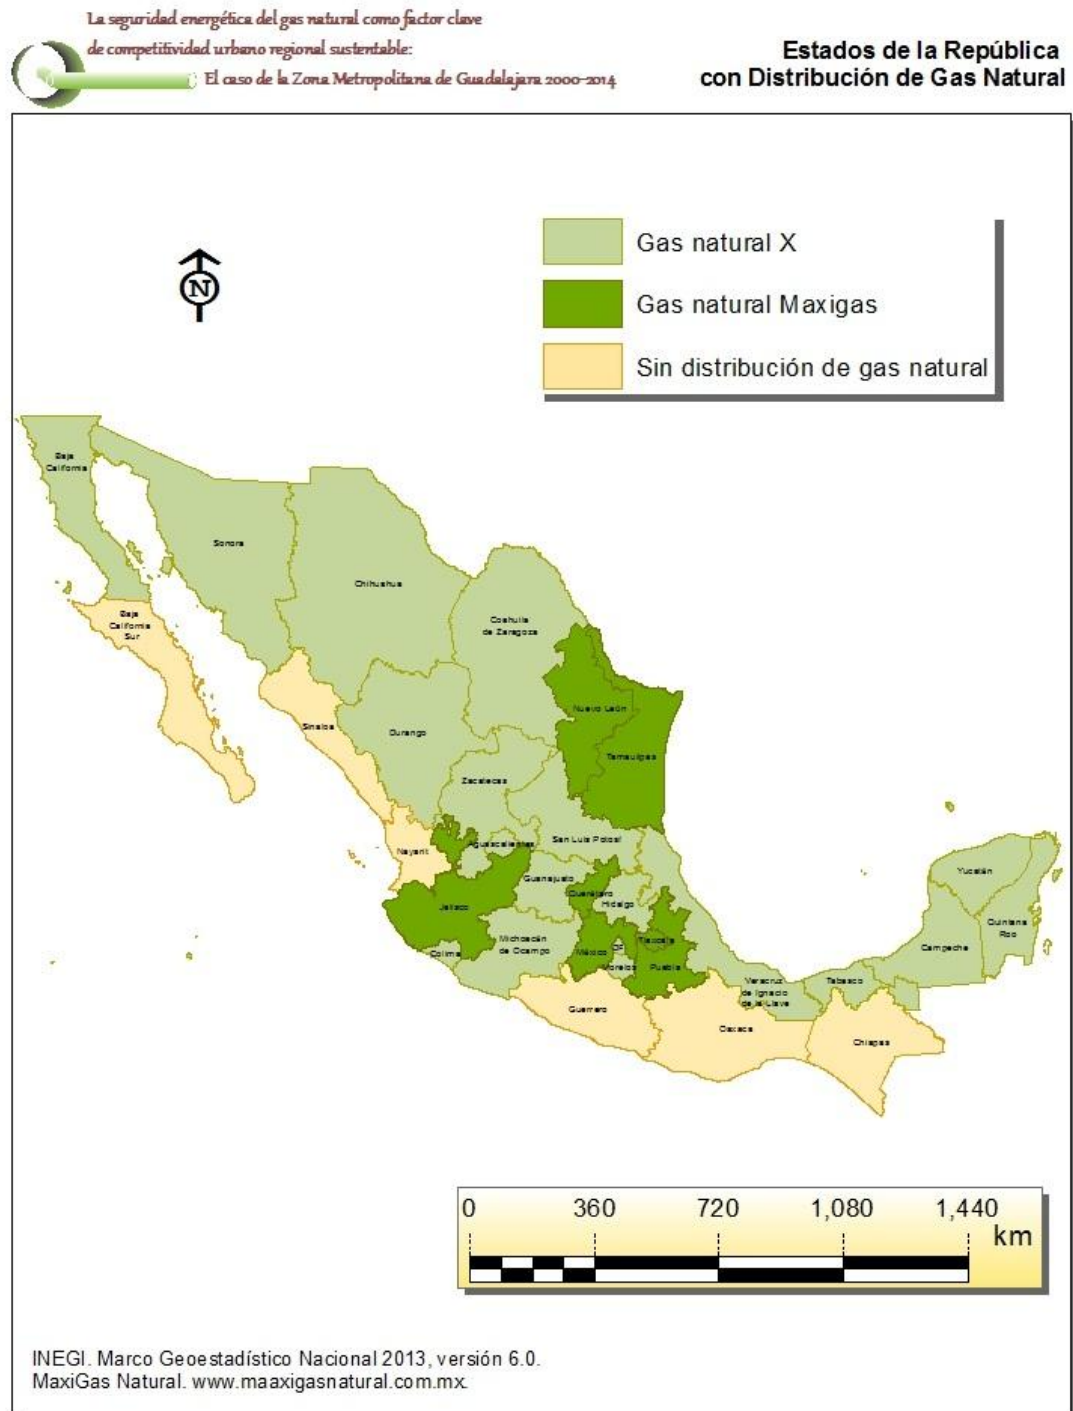 La seguridad energética del gas natural como factor clave
de competitividad urbano regional sustentable:
El caso de la Zona Metropolitana de Guadalajara 2000-2014
Estados de la República
con Distribución de Gas Natural
N
Gas natural X
Gas natural Maxigas
Sin distribución de gas natural
Baja
California
Sonora
Chihuahua
Coahuila
de Zaragoza
Baja
California
Sur
Nuevo León
Sinaloa
Durango
Tamaulipas
Zacatecas
Nayarit
Aguascalientes
San Luis Potosí
Guanajuato
Querétaro
Hidalgo
Yucatán
Jalisco
Quintana
Roo
Michoacán
de Ocampo
Colima
México
DF
Tlaxcala
Campeche
Morelos
Puebla
Veracruz
de Ignacio
de la Llave
Tabasco
Guerrero
Oaxaca
Chiapas
0 360 720 1,080 1,440
km
INEGI. Marco Geoestadístico Nacional 2013, versión 6.0.
MaxiGas Natural. www.maaxigasnatural.com.mx.